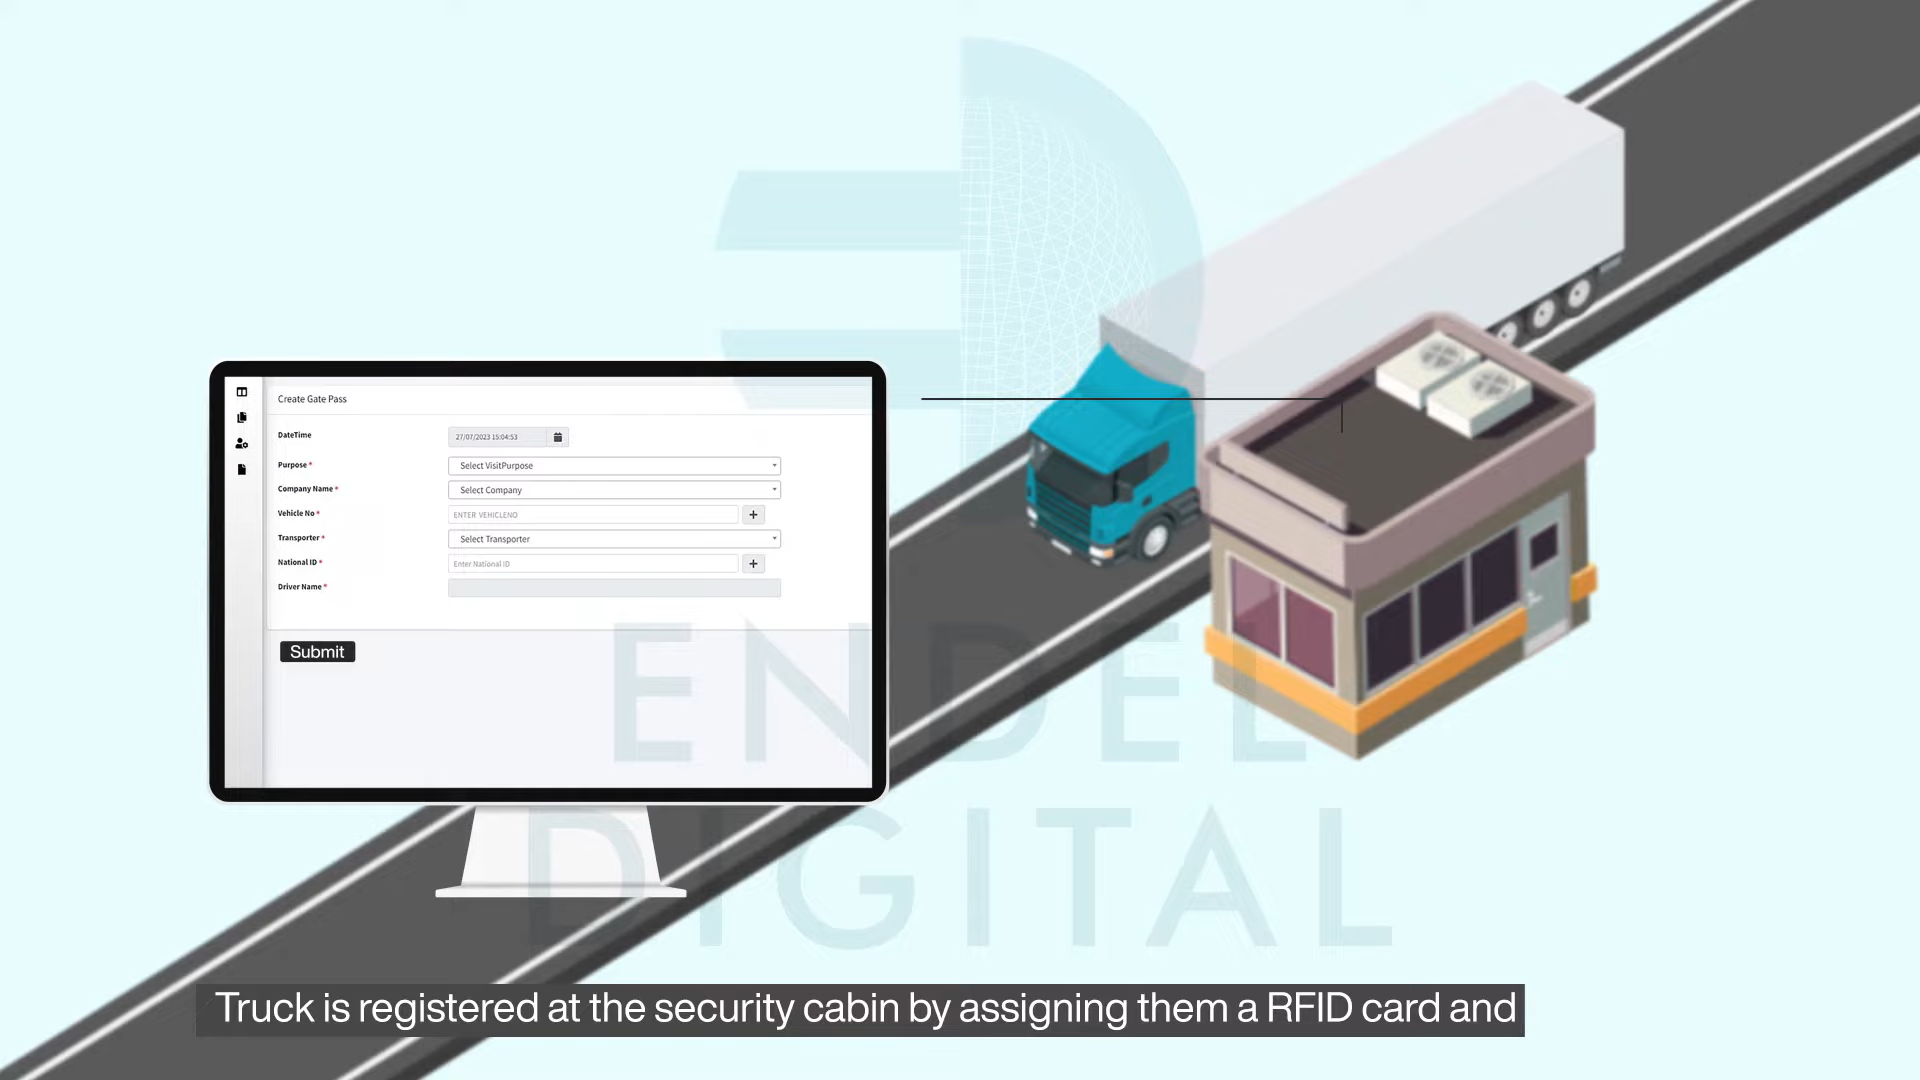 Create Gate Pass
DateTime
27/07/2023 15:04:53
Purpose *
Select VisitPurpose
Company Name *
Select Company
Vehicle No *
ENTER VEHICLENO
+
Transporter *
Select Transporter
National ID *
Enter National ID
+
Driver Name *
Submit
ENDEL
DIGITAL
Truck is registered at the security cabin by assigning them a RFID card and